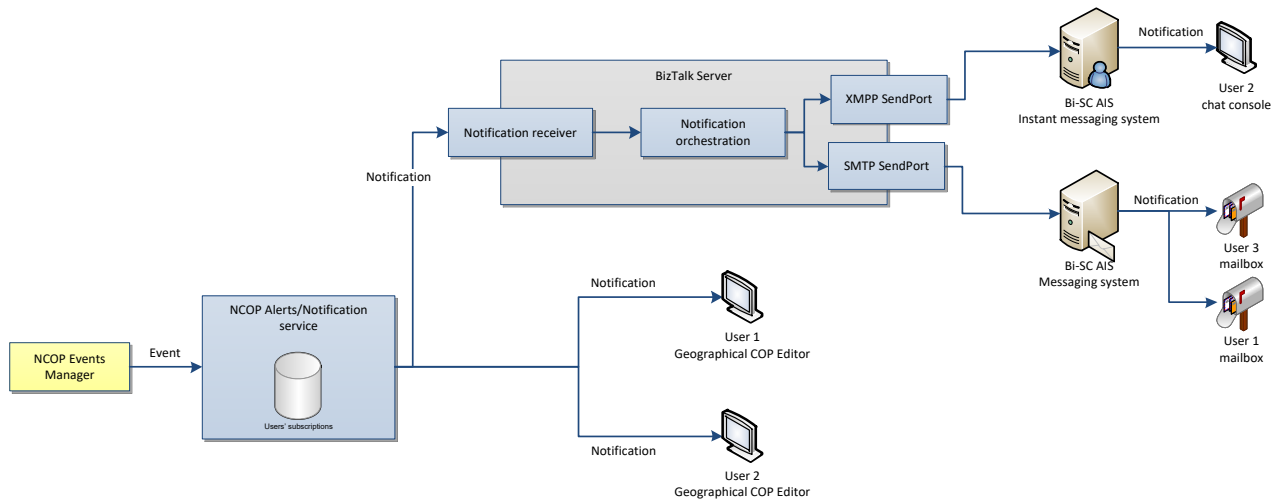 BizTalk Server
XMPP SendPort
Notification
User 2
chat console
Bi-SC AIS
Instant messaging system
Notification receiver
Notification
orchestration
SMTP SendPort
Notification
Notification
User 3
mailbox
Bi-SC AIS
Messaging system
User 1
mailbox
NCOP Alerts/Notification
service
Users' subscriptions
NCOP Events
Manager
Event
Notification
User 1
Geographical COP Editor
Notification
User 2
Geographical COP Editor